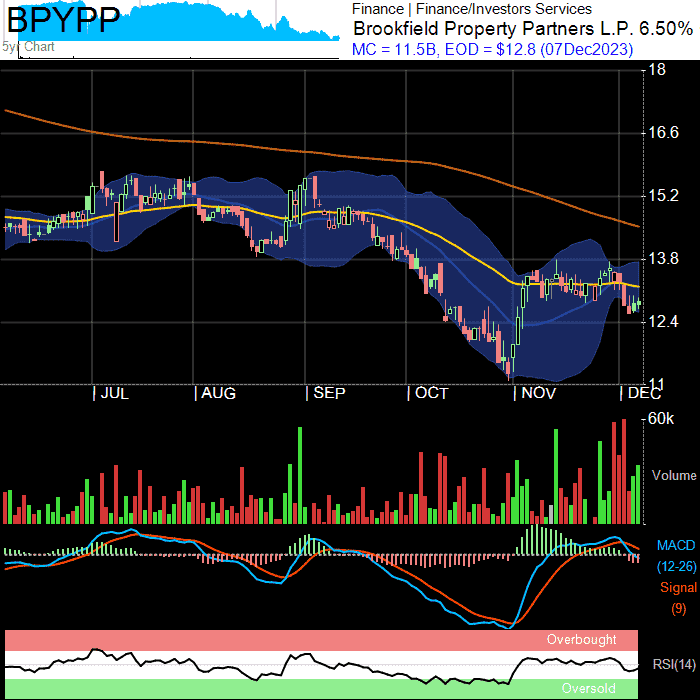 BPYPP
5yr Chart
Finance | Finance/Investors Services
Brookfield Property Partners L.P. 6.50%
MC = 11.5B, EOD = $12.8 (07Dec2023)
18
16.6
15.2
13.8
12.4
11
| JUL
| AUG
| SEP
| OCT
| NOV
| DEC
60k
Volume
MACD
(12-26)
Signal
(9)
Overbought
RSI(14)
Oversold